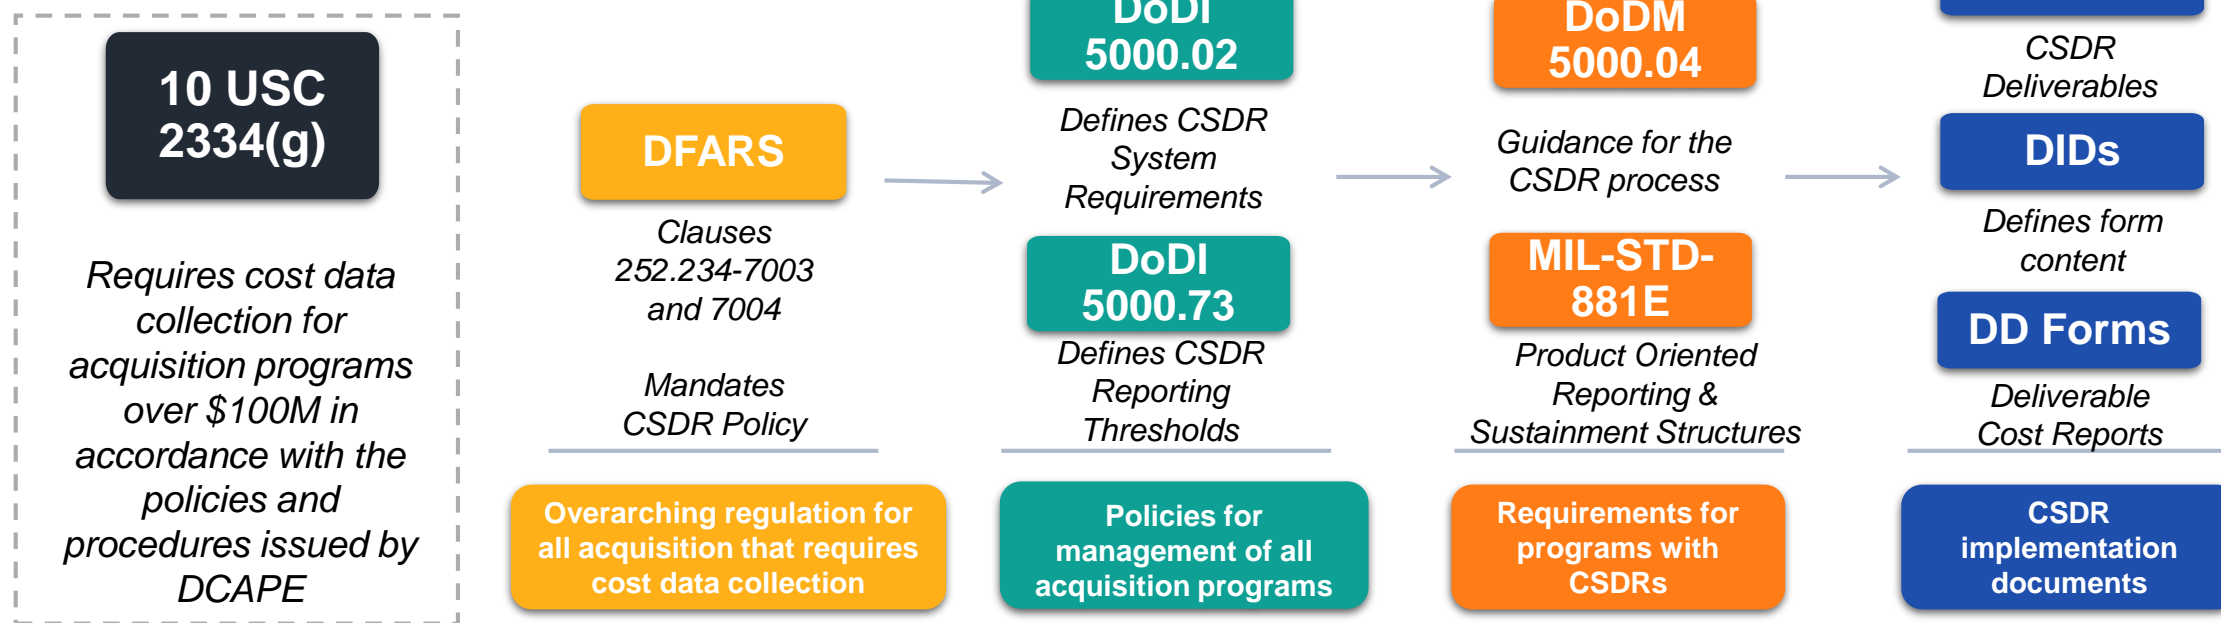 10 USC
2334(g)
Requires cost data
collection for
acquisition programs
over $100M in
accordance with the
policies and
procedures issued by
DCAPE
DFARS
Clauses
252.234-7003
and 7004
Mandates
CSDR Policy
Overarching regulation for
all acquisition that requires
cost data collection
DoDI
5000.02
Defines CSDR
System
Requirements
DoDI
5000.73
Defines CSDR
Reporting
Thresholds
Policies for
management of all
acquisition programs
DoDM
5000.04
Guidance for the
CSDR process
MIL-STD-
881E
Product Oriented
Reporting &
Sustainment Structures
Requirements for
programs with
CSDRs
CSDR
Deliverables
DIDs
Defines form
content
DD Forms
Deliverable
Cost Reports
CSDR
implementation
documents